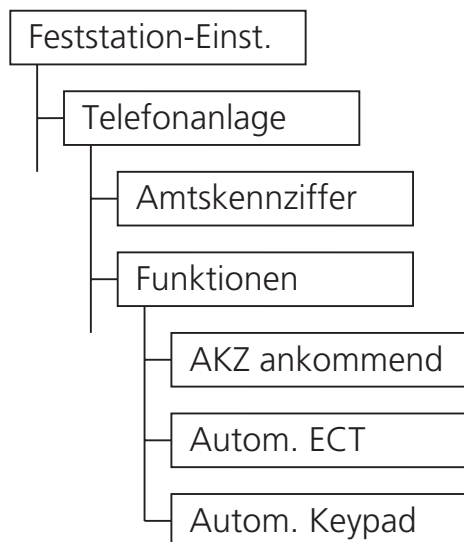 Feststation-Einst.
Telefonanlage
Amtskennziffer
Funktionen
AKZ ankommend
Autom. ECT
Autom. Keypad